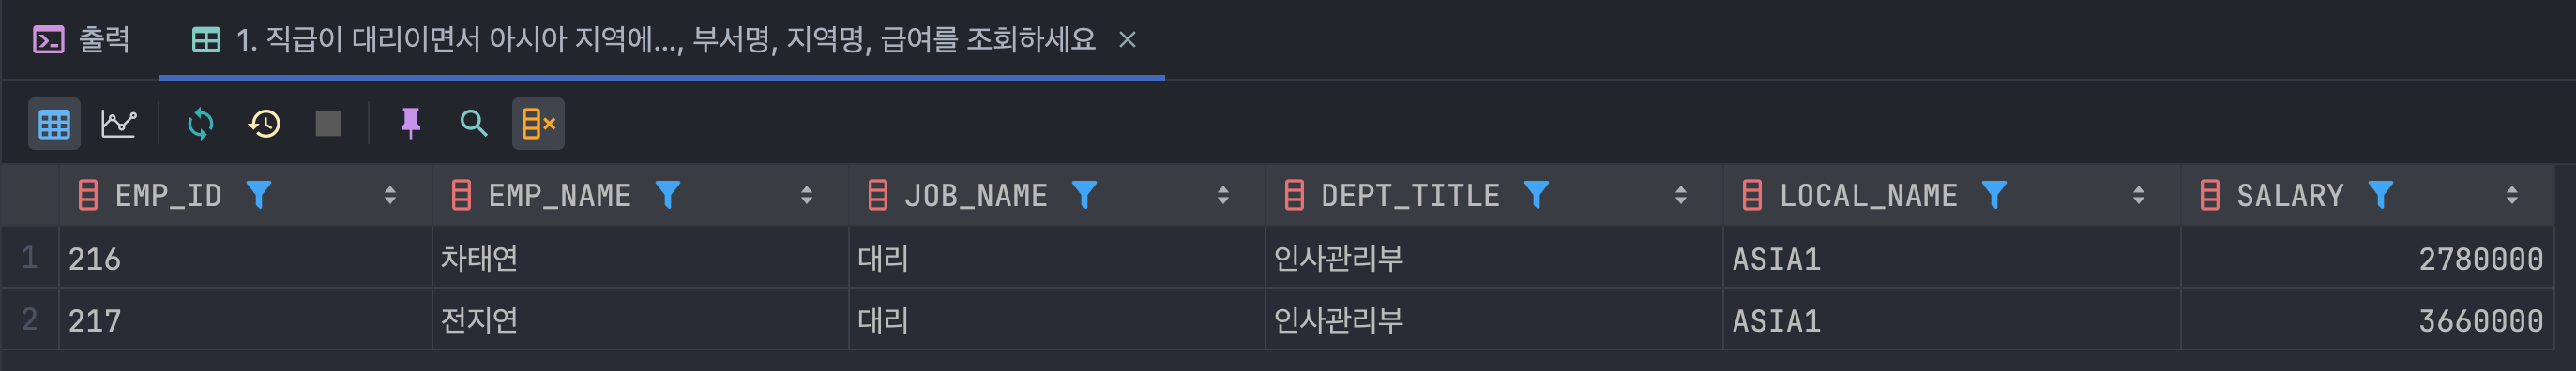 출력 1. 직급이 대리이면서 아시아 지역에..., 부서명, 지역명, 급여를 조회하세요
EMP_ID EMP_NAME JOB_NAME DEPT_TITLE LOCAL_NAME SALARY
1 216 차태연 대리 인사관리부 ASIA1 2780000
2 217 전지연 대리 인사관리부 ASIA1 3660000